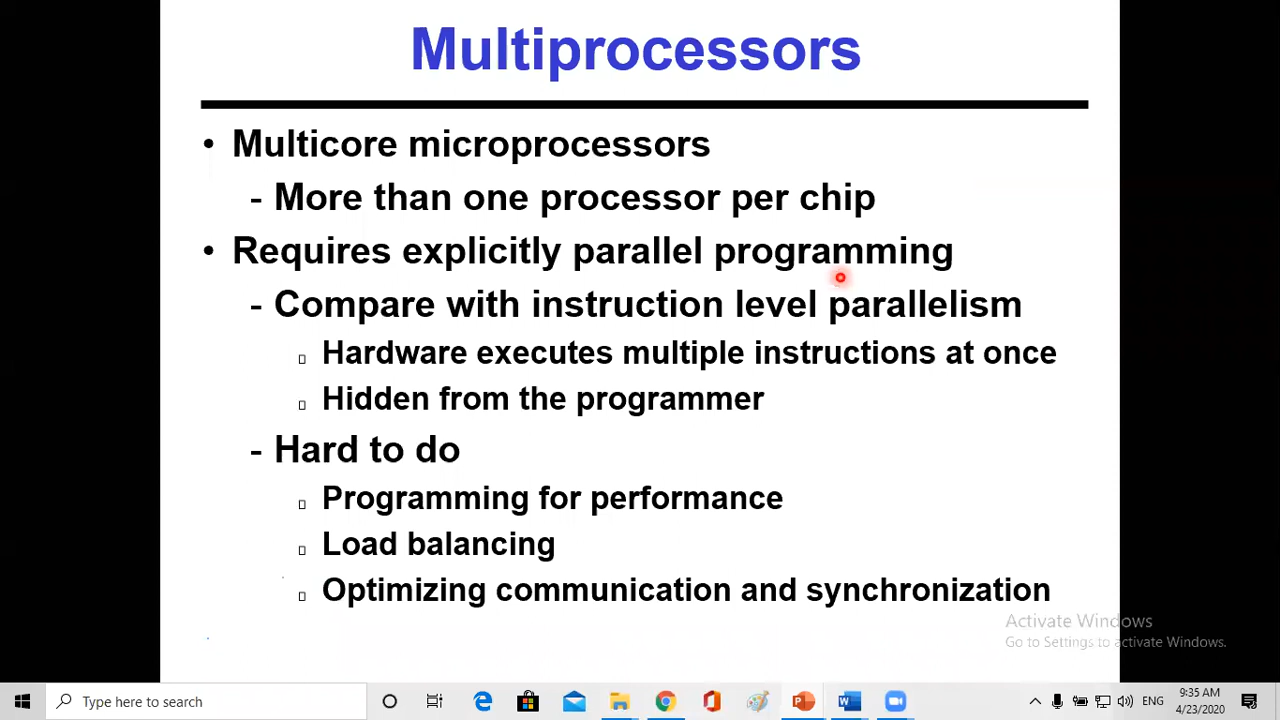 Multiprocessors
• Multicore microprocessors
- More than one processor per chip
• Requires explicitly parallel programming
- Compare with instruction level parallelism
Hardware executes multiple instructions at once
Hidden from the programmer
- Hard to do
Programming for performance
Load balancing
Optimizing communication and synchronization
Activate Windows
Go to Settings to activate Windows.
Type here to search
ENG
9:35 AM
4/23/2020